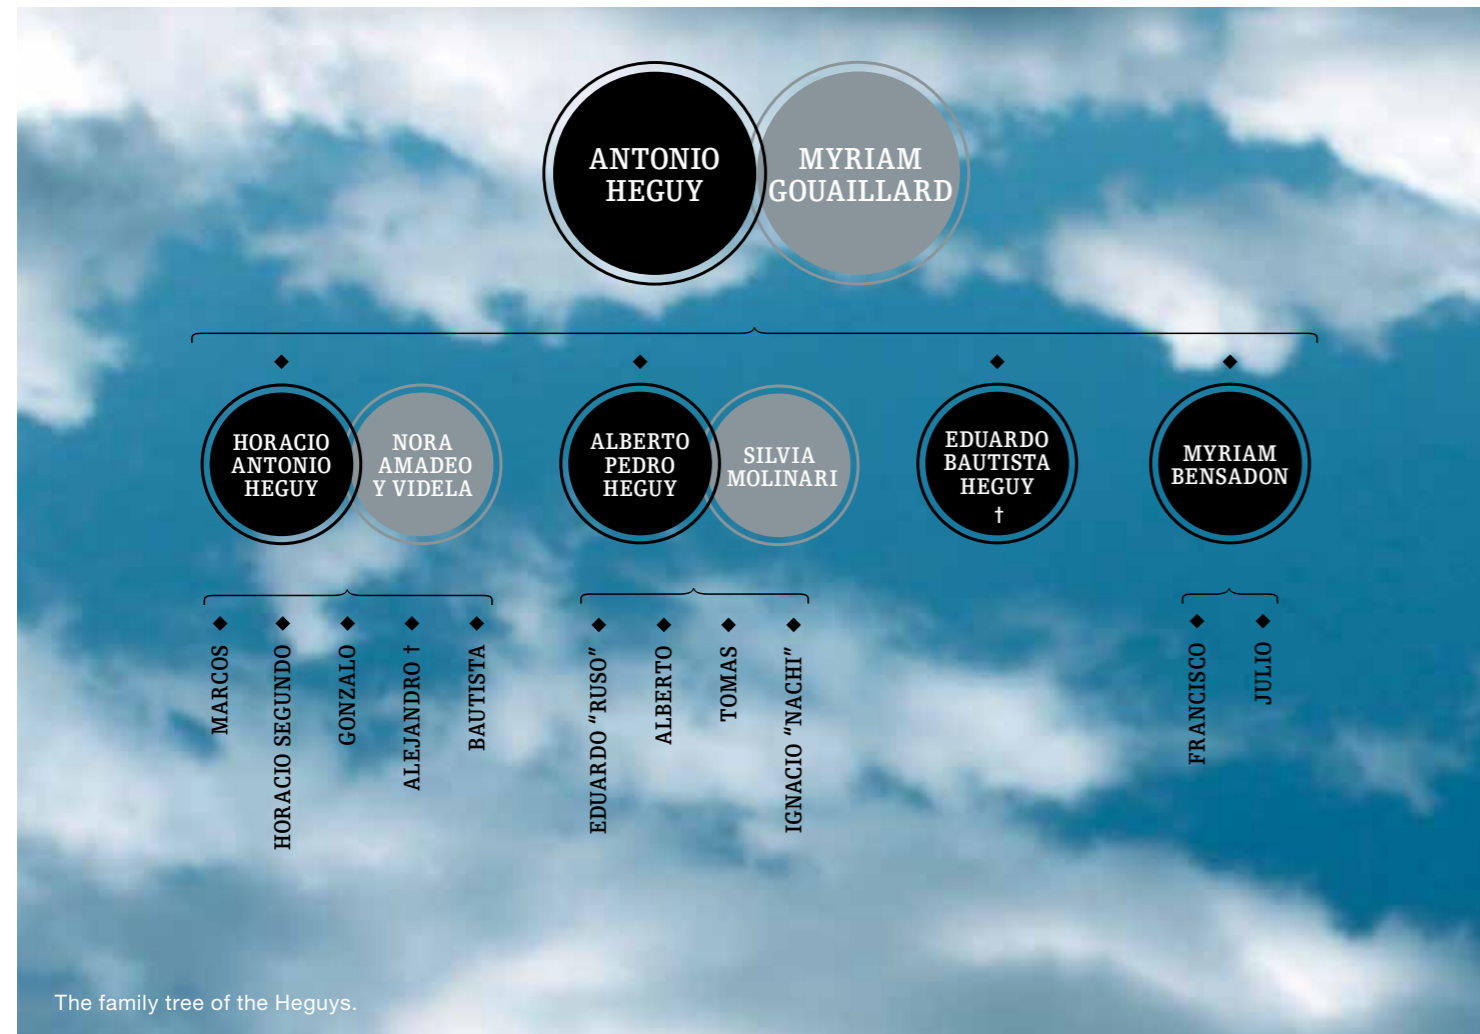 ANTONIO
HEGUY
MYRIAM
GOUAILLARD
HORACIO
ANTONIO
HEGUY
NORA
AMADEO
Y VIDELA
ALBERTO
PEDRO
HEGUY
SILVIA
MOLINARI
EDUARDO
BAUTISTA
HEGUY
†
MYRIAM
BENSADON
MARCOS
HORACIO SEGUNDO
GONZALO
ALEJANDRO †
BAUTISTA
EDUARDO "RUSO"
ALBERTO
TOMAS
IGNACIO "NACHI"
FRANCISCO
JULIO
The family tree of the Heguys.